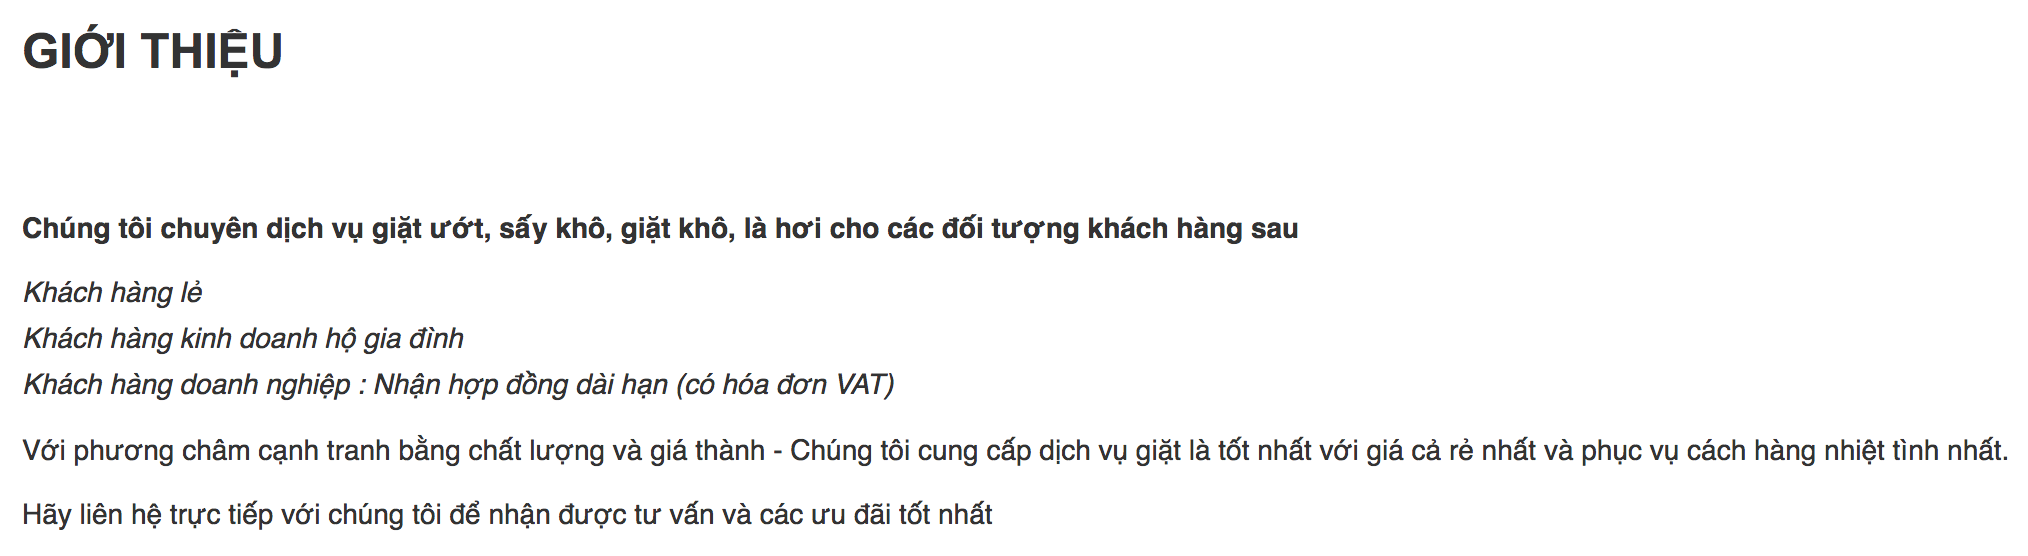 GIỚI THIỆU
Chúng tôi chuyên dịch vụ giặt ướt, sấy khô, giặt khô, là hơi cho các đối tượng khách hàng sau
Khách hàng lẻ
Khách hàng kinh doanh hộ gia đình
Khách hàng doanh nghiệp : Nhận hợp đồng dài hạn (có hóa đơn VAT)
Với phương châm cạnh tranh bằng chất lượng và giá thành - Chúng tôi cung cấp dịch vụ giặt là tốt nhất với giá cả rẻ nhất và phục vụ cách hàng nhiệt tình nhất.
Hãy liên hệ trực tiếp với chúng tôi để nhận được tư vấn và các ưu đãi tốt nhất